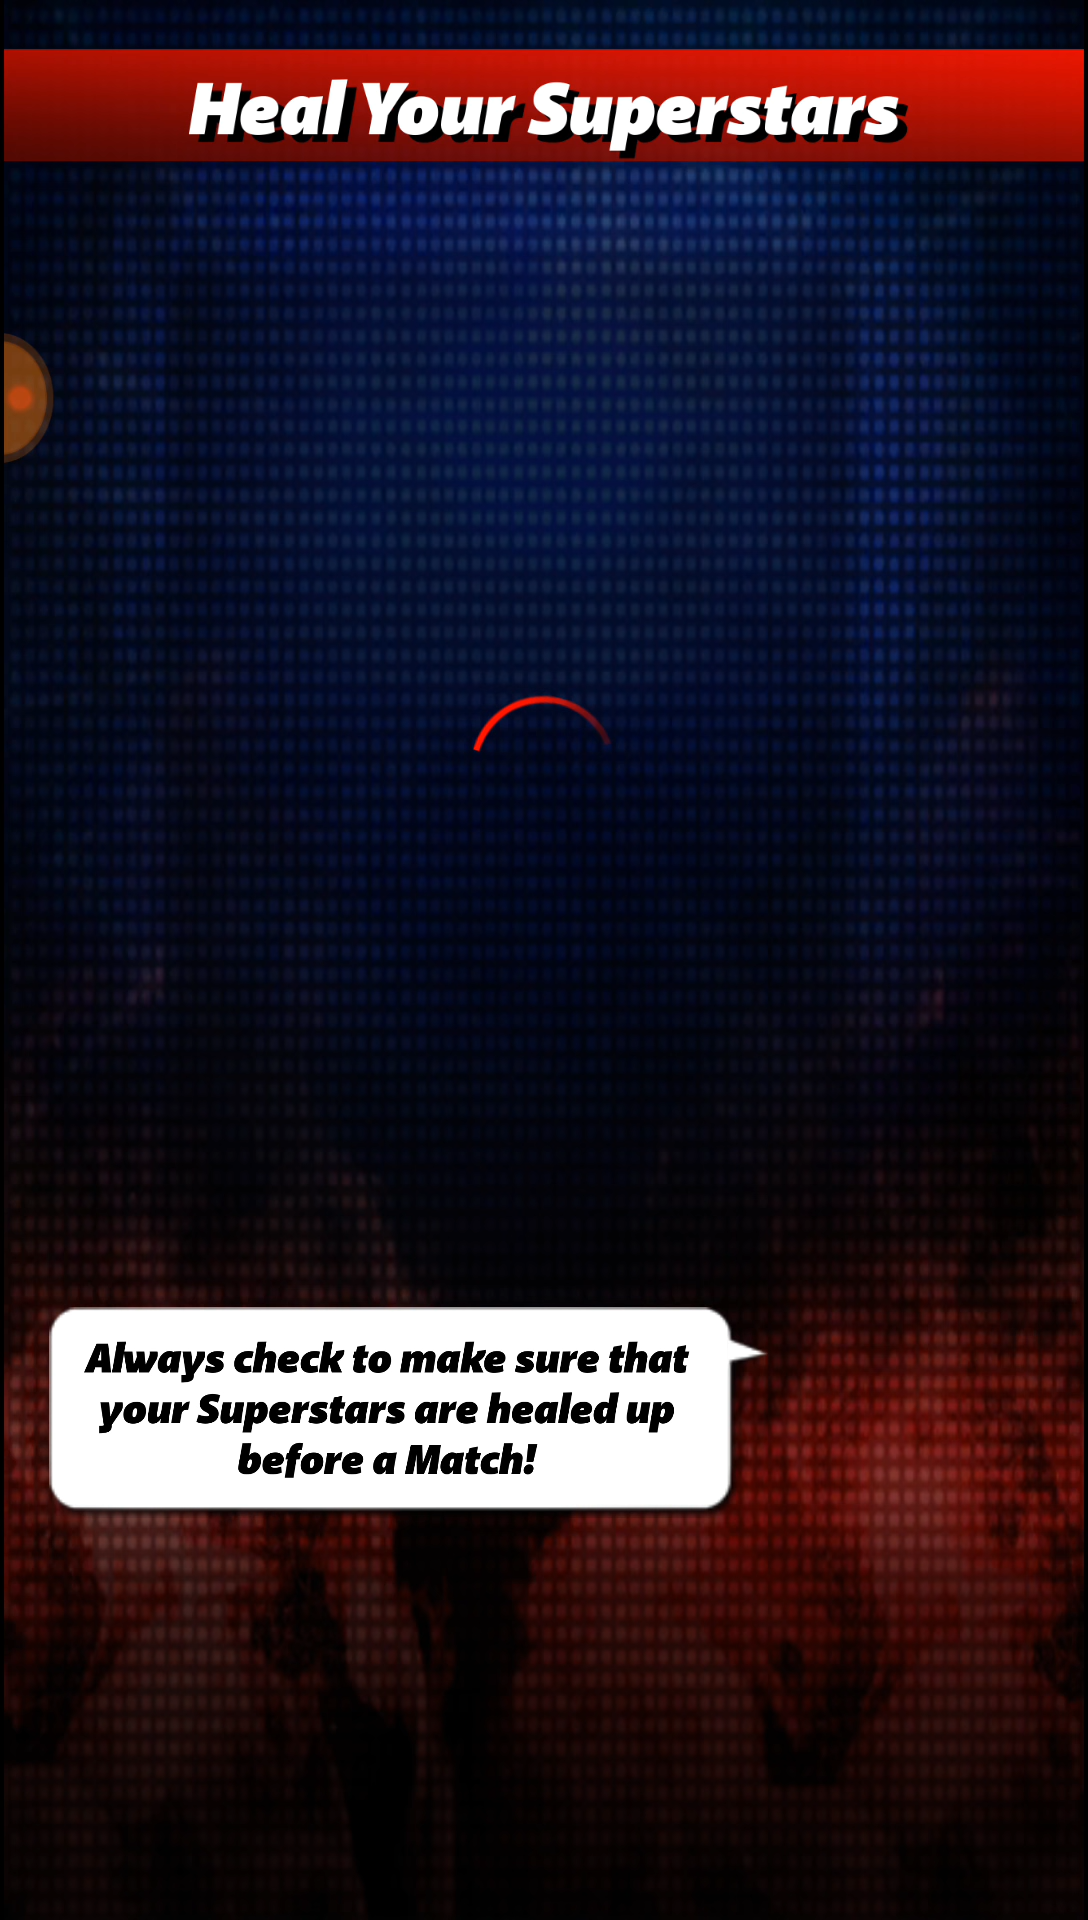 Heal Your Superstars
Always check to make sure that
your Superstars are healed up
before a Match!